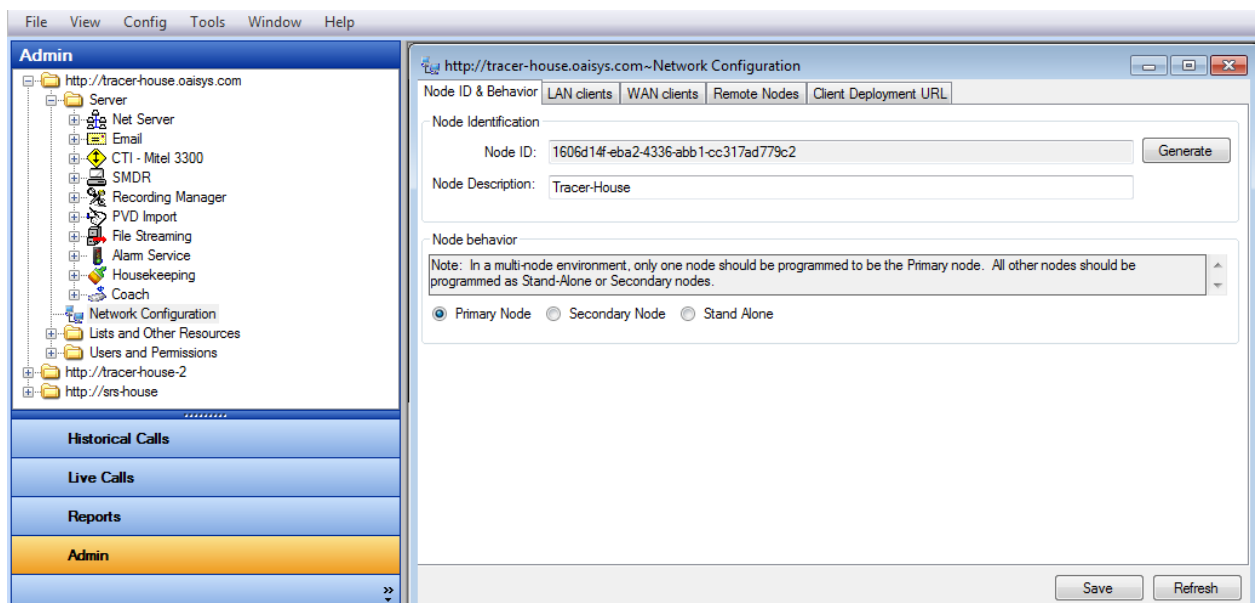 File View Config Tools Window Help
Admin
http://tracer-house.oaisys.com
Server
Net Server
Email
CTI - Mitel 3300
SMDR
Recording Manager
PVD Import
File Streaming
Alarm Service
Housekeeping
Coach
Network Configuration
Lists and Other Resources
Users and Permissions
http://tracer-house-2
http://srs-house
Historical Calls
Live Calls
Reports
Admin
http://tracer-house.oaisys.com~Network Configuration
Node ID & Behavior LAN clients WAN clients Remote Nodes Client Deployment URL
Node Identification
Node ID: 1606d14f-eba2-4336-abb1-cc317ad779c2 Generate
Node Description: Tracer-House
Node behavior
Note: In a multi-node environment, only one node should be programmed to be the Primary node. All other nodes should be
programmed as Stand-Alone or Secondary nodes.
Primary Node Secondary Node Stand Alone
Save Refresh